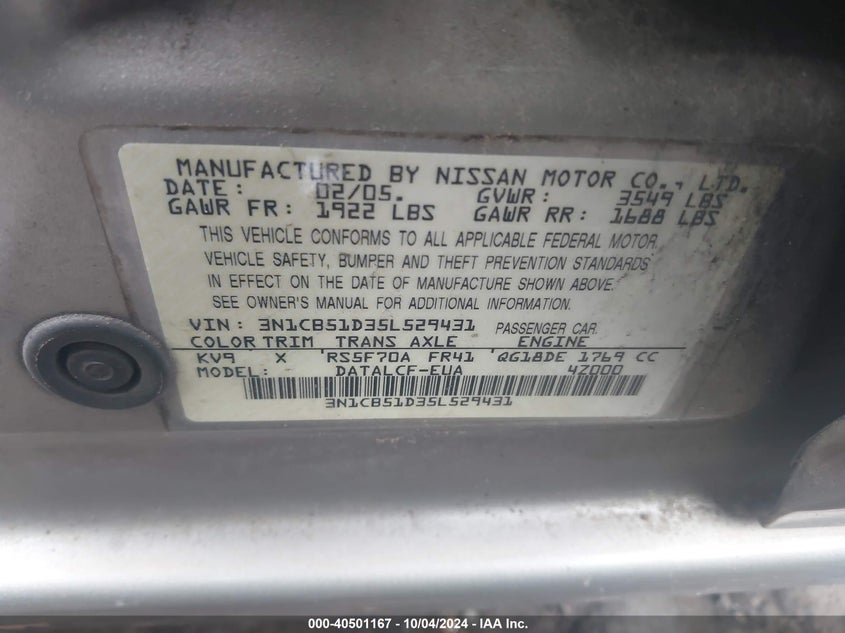 MANUFACTURED BY NISSAN MOTOR CO., LTD.
DATE: 02/05. GVWR: 3549 LBS
GAWR FR: 1922 LBS GAWR RR: 1688 LBS
THIS VEHICLE CONFORMS TO ALL APPLICABLE FEDERAL MOTOR
VEHICLE SAFETY, BUMPER AND THEFT PREVENTION STANDARDS
IN EFFECT ON THE DATE OF MANUFACTURE SHOWN ABOVE.
SEE OWNER'S MANUAL FOR ADDITIONAL INFORMATION.
VIN: 3N1CB51D35L529431 PASSENGER CAR
COLOR TRIM TRANS AXLE ENGINE
KV9 X RS5F70A FR41 QG18DE 1769 CC
MODEL: DATALCF-EUA 4Z000
3N1CB51D35L529431
000-40501167 - 10/04/2024 - IAA Inc.